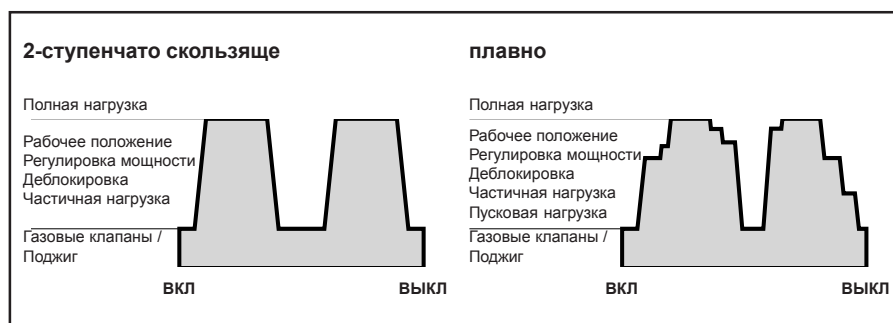 2-ступенчато скользяще
Полная нагрузка
Рабочее положение
Регулировка мощности
Деблокировка
Частичная нагрузка
Газовые клапаны /
Поджиг
ВКЛ
ВЫКЛ
плавно
Полная нагрузка
Рабочее положение
Регулировка мощности
Деблокировка
Частичная нагрузка
Пусковая нагрузка
Газовые клапаны /
Поджиг
ВКЛ
ВЫКЛ